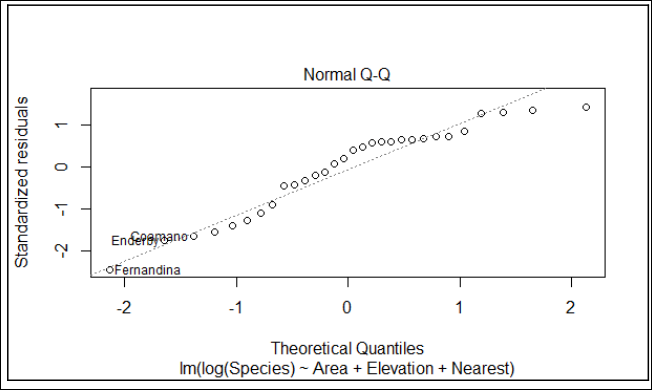 Normal Q-Q
Standardized residuals
1
0
-1
-2
Coamano
Enderby
Fernandina
-2 -1 0 1 2
Theoretical Quantiles
lm(log(Species) ~ Area + Elevation + Nearest)